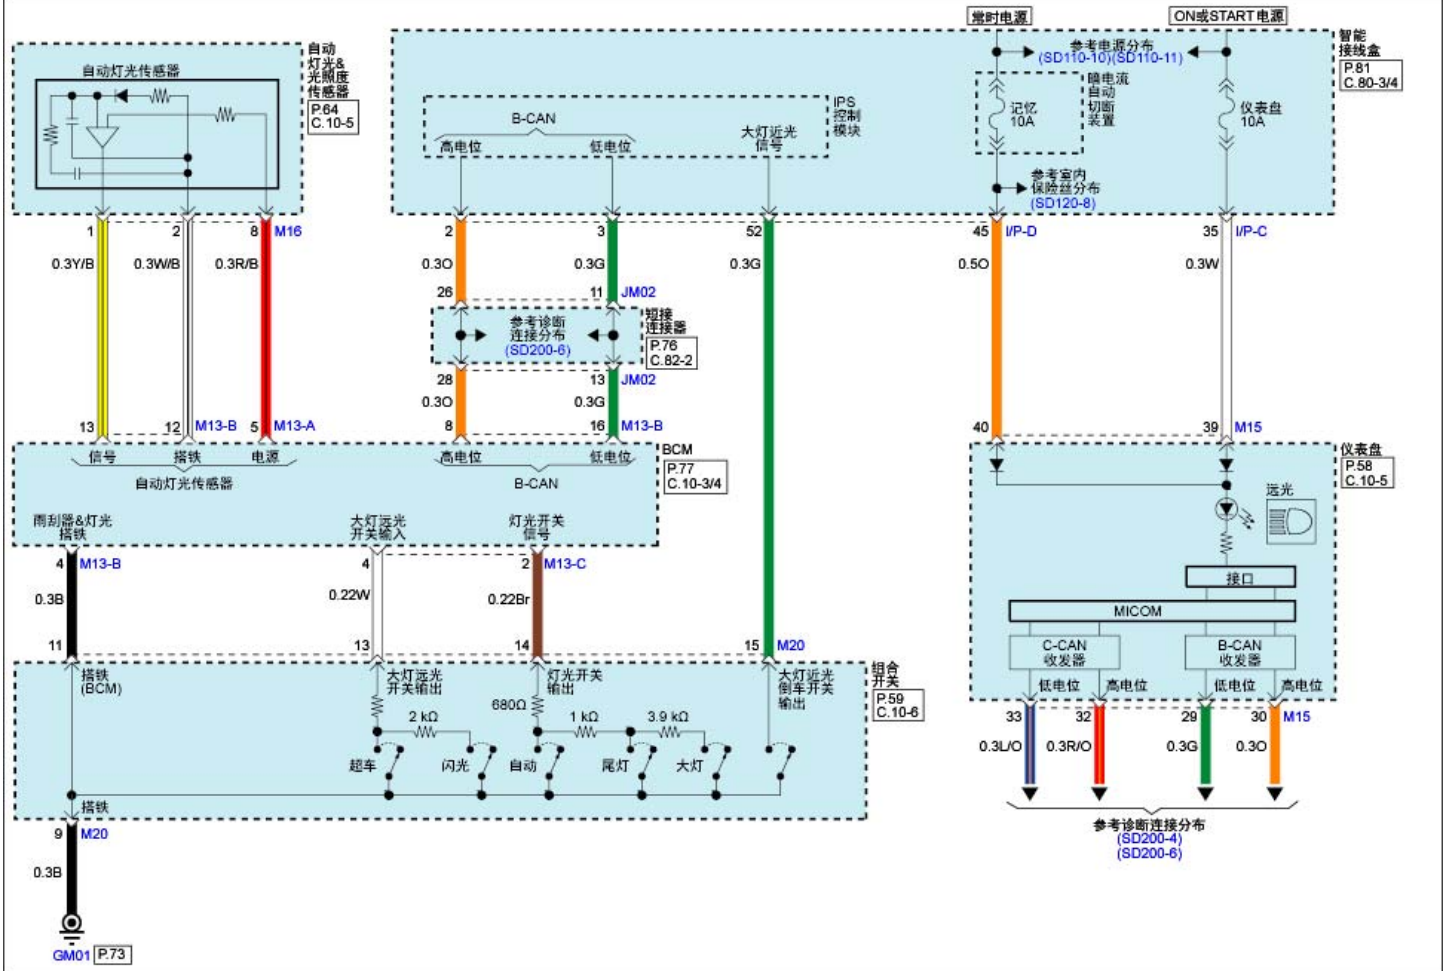 常时电源
ON或START电源
自动
灯光&
光照度
传感器
P.64
C.10-5
自动灯光传感器
智能
接线盒
P.81
C.80-3/4
参考电源分布
(SD110-10)(SD110-11)
IPS
控制
模块
B-CAN
高电位
低电位
大灯近光
信号
暗电流
自动
切断
装置
记忆
10A
仪表盘
10A
参考室内
保险丝分布
(SD120-8)
1
2
8
M16
2
3
52
45
I/P-D
35
I/P-C
0.3Y/B
0.3W/B
0.3R/B
0.3O
0.3G
0.3G
0.5O
0.3W
26
11
JM02
参考诊断
连接分布
(SD200-6)
短接
连接器
P.76
C.82-2
28
13
JM02
0.3O
0.3G
13
12
M13-B
5
M13-A
8
16
M13-B
40
39
M15
信号
搭铁
电源
自动灯光传感器
高电位
低电位
B-CAN
BCM
P.77
C.10-3/4
雨刮器&灯光
搭铁
大灯远光
开关输入
灯光开关
信号
仪表盘
P.58
C.10-5
远光
接口
MICOM
C-CAN
收发器
B-CAN
收发器
低电位
高电位
低电位
高电位
4
M13-B
4
2
M13-C
0.3B
0.22W
0.22Br
11
13
14
15
M20
搭铁
(BCM)
大灯远光
开关输出
灯光开关
输出
大灯近光
倒车开关
输出
组合
开关
P.59
C.10-6
680Ω
2 kΩ
1 kΩ
3.9 kΩ
超车
闪光
自动
尾灯
大灯
搭铁
33
32
29
30
M15
0.3L/O
0.3R/O
0.3G
0.3O
参考诊断连接分布
(SD200-4)
(SD200-6)
9
M20
0.3B
GM01
P.73